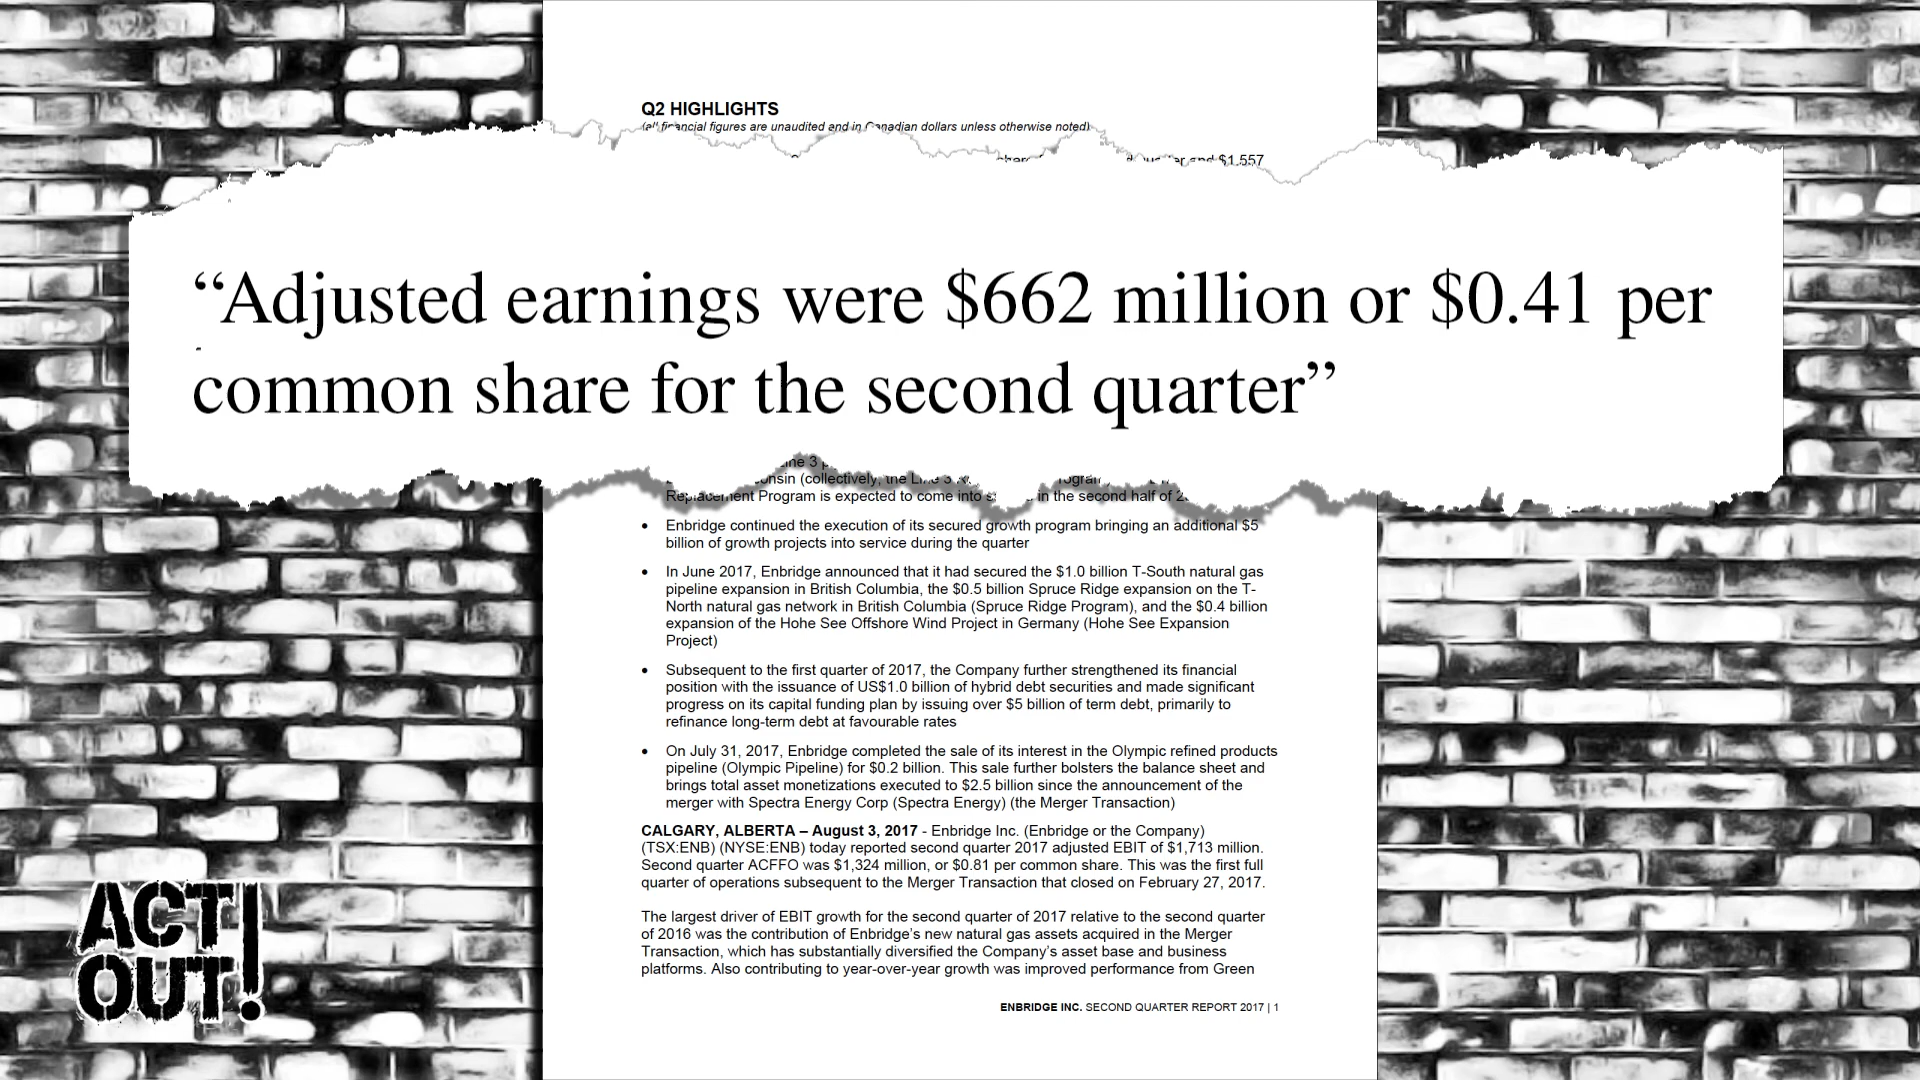 Q2 HIGHLIGHTS
(all financial figures are unaudited and in Canadian dollars unless otherwise noted)
and $1,557
“Adjusted earnings were $662 million or $0.41 per
common share for the second quarter”
(collectively, the Line 3
Replacement Program is expected to come into in the second half of
• Enbridge continued the execution of its secured growth program bringing an additional $5
billion of growth projects into service during the quarter
• In June 2017, Enbridge announced that it had secured the $1.0 billion T-South natural gas
pipeline expansion in British Columbia, the $0.5 billion Spruce Ridge expansion on the T-
North natural gas network in British Columbia (Spruce Ridge Program), and the $0.4 billion
expansion of the Hohe See Offshore Wind Project in Germany (Hohe See Expansion
Project)
• Subsequent to the first quarter of 2017, the Company further strengthened its financial
position with the issuance of US$1.0 billion of hybrid debt securities and made significant
progress on its capital funding plan by issuing over $5 billion of term debt, primarily to
refinance long-term debt at favourable rates
• On July 31, 2017, Enbridge completed the sale of its interest in the Olympic refined products
pipeline (Olympic Pipeline) for $0.2 billion. This sale further bolsters the balance sheet and
brings total asset monetizations executed to $2.5 billion since the announcement of the
merger with Spectra Energy Corp (Spectra Energy) (the Merger Transaction)
CALGARY, ALBERTA – August 3, 2017 - Enbridge Inc. (Enbridge or the Company)
(TSX:ENB) (NYSE:ENB) today reported second quarter 2017 adjusted EBIT of $1,713 million.
Second quarter ACFFO was $1,324 million, or $0.81 per common share. This was the first full
quarter of operations subsequent to the Merger Transaction that closed on February 27, 2017.
The largest driver of EBIT growth for the second quarter of 2017 relative to the second quarter
of 2016 was the contribution of Enbridge’s new natural gas assets acquired in the Merger
Transaction, which has substantially diversified the Company’s asset base and business
platforms. Also contributing to year-over-year growth was improved performance from Green
ENBRIDGE INC. SECOND QUARTER REPORT 2017 | 1
ACT
OUT!